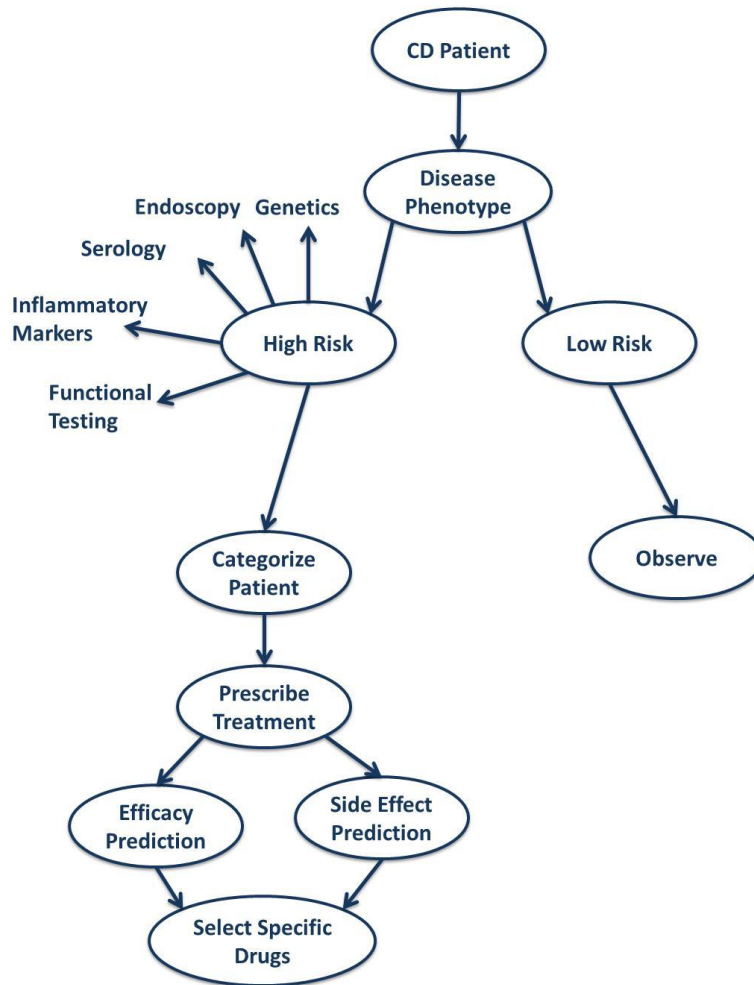 CD Patient
Disease
Phenotype
Endoscopy
Genetics
Serology
Inflammatory
Markers
Functional
Testing
High Risk
Low Risk
Categorize
Patient
Observe
Prescribe
Treatment
Efficacy
Prediction
Side Effect
Prediction
Select Specific
Drugs